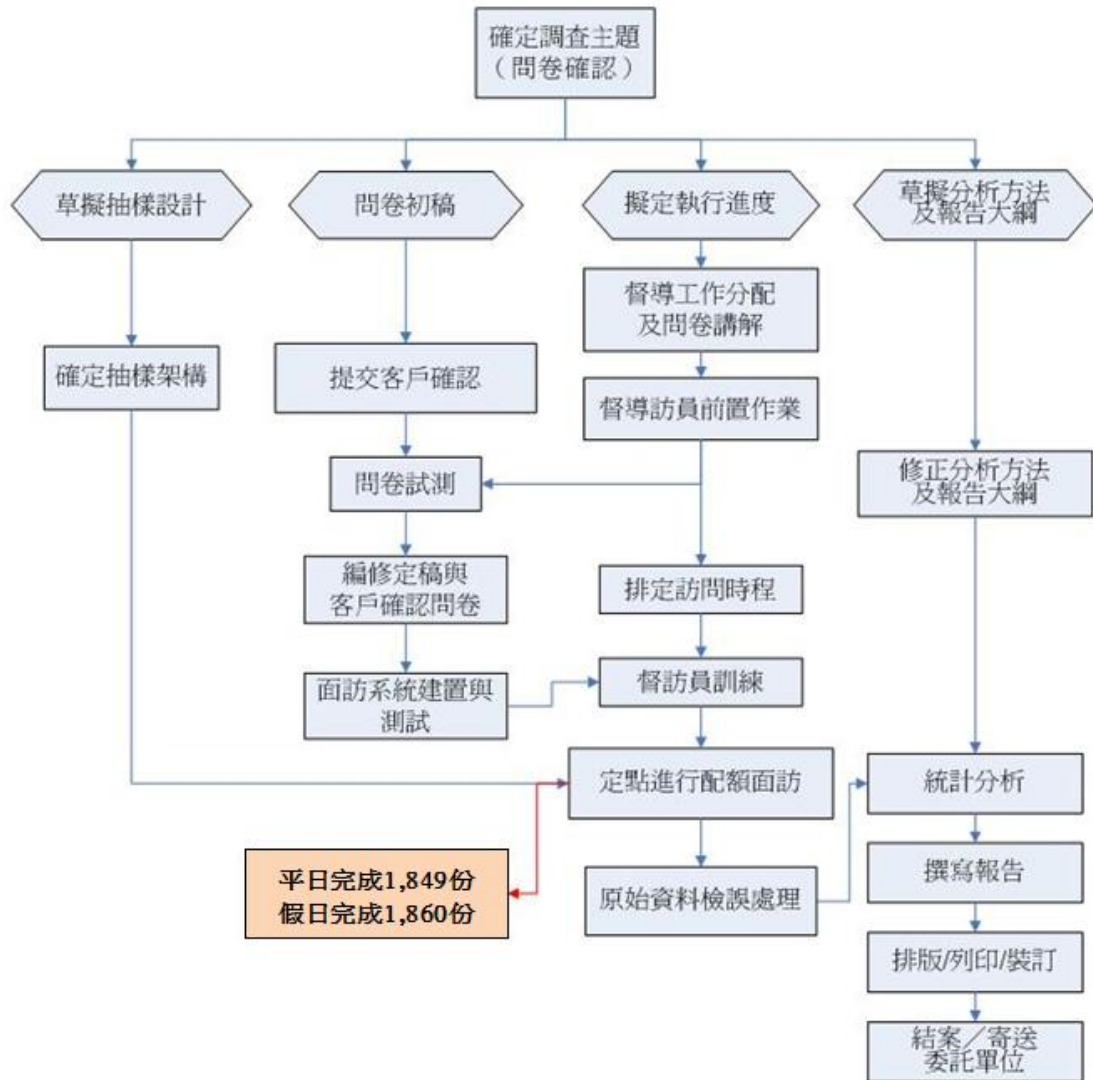 確定調查主題
（問卷確認）
草擬抽樣設計
問卷初稿
擬定執行進度
草擬分析方法
及報告大綱
督導工作分配
及問卷講解
確定抽樣架構
提交客戶確認
督導訪員前置作業
問卷試測
修正分析方法
及報告大綱
編修定稿與
客戶確認問卷
排定訪問時程
面訪系統建置與
測試
督訪員訓練
定點進行配額面訪
統計分析
平日完成1,849份
假日完成1,860份
原始資料檢誤處理
撰寫報告
排版/列印/裝訂
結案／寄送
委託單位